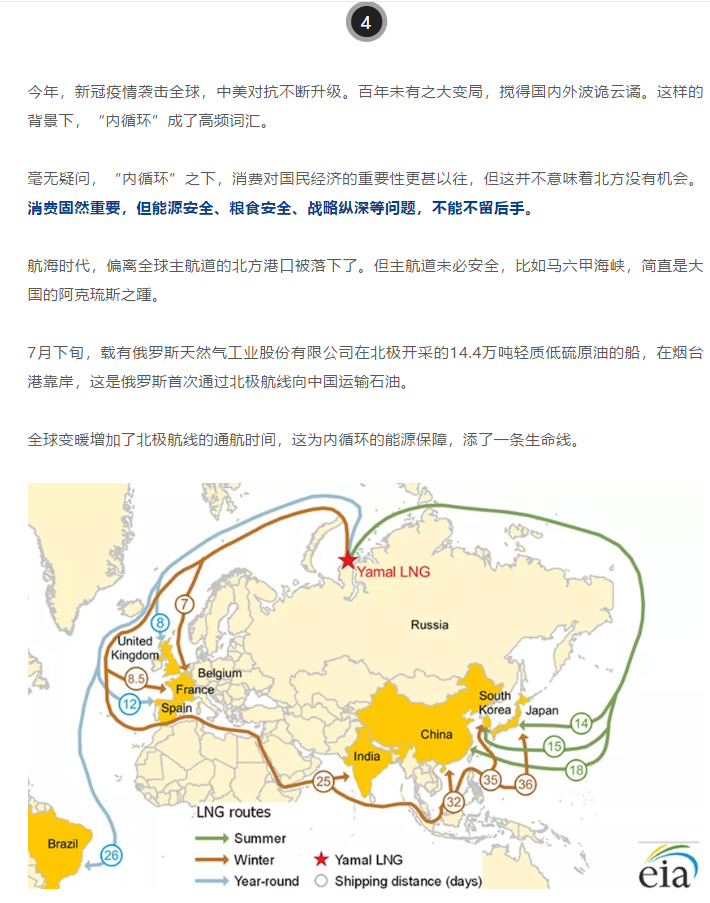 4
今年，新冠疫情袭击全球，中美对抗不断升级。百年未有之大变局，搅得国内外波诡云谲。这样的
背景下，“内循环”成了高频词汇。
毫无疑问，“内循环”之下，消费对国民经济的重要性更甚以往，但这并不意味着北方没有机会。
消费固然重要，但能源安全、粮食安全、战略纵深等问题，不能不留后手。
航海时代，偏离全球主航道的北方港口被落下了。但主航道未必安全，比如马六甲海峡，简直是大
国的阿克琉斯之踵。
7月下旬，载有俄罗斯天然气工业股份有限公司在北极开采的14.4万吨轻质低硫原油的船，在烟台
港靠岸，这是俄罗斯首次通过北极航线向中国运输石油。
全球变暖增加了北极航线的通航时间，这为内循环的能源保障，添了一条生命线。
Yamal LNG
7
8
Russia
United
Kingdom
8.5
Belgium
France
12
Spain
South
Korea
Japan
14
China
15
India
18
25
35
36
32
LNG routes
Summer
Winter
Yamal LNG
Year-round
Shipping distance (days)
Brazil
26
eia